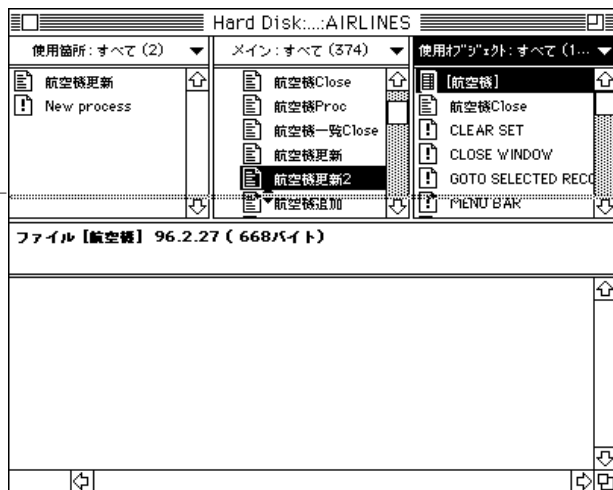 Hard Disk:...:AIRLINES
使用箇所：すべて (2)
メイン：すべて (374)
使用ｵﾌﾞｼﾞｪｸﾄ：すべて (1...
航空機更新
New process
航空機Close
航空機Proc
航空機一覧Close
航空機更新
航空機更新2
航空機追加
[航空機]
航空機Close
CLEAR SET
CLOSE WINDOW
GOTO SELECTED RECO
MENU BAR
ファイル [航空機] 96.2.27 ( 668バイト)